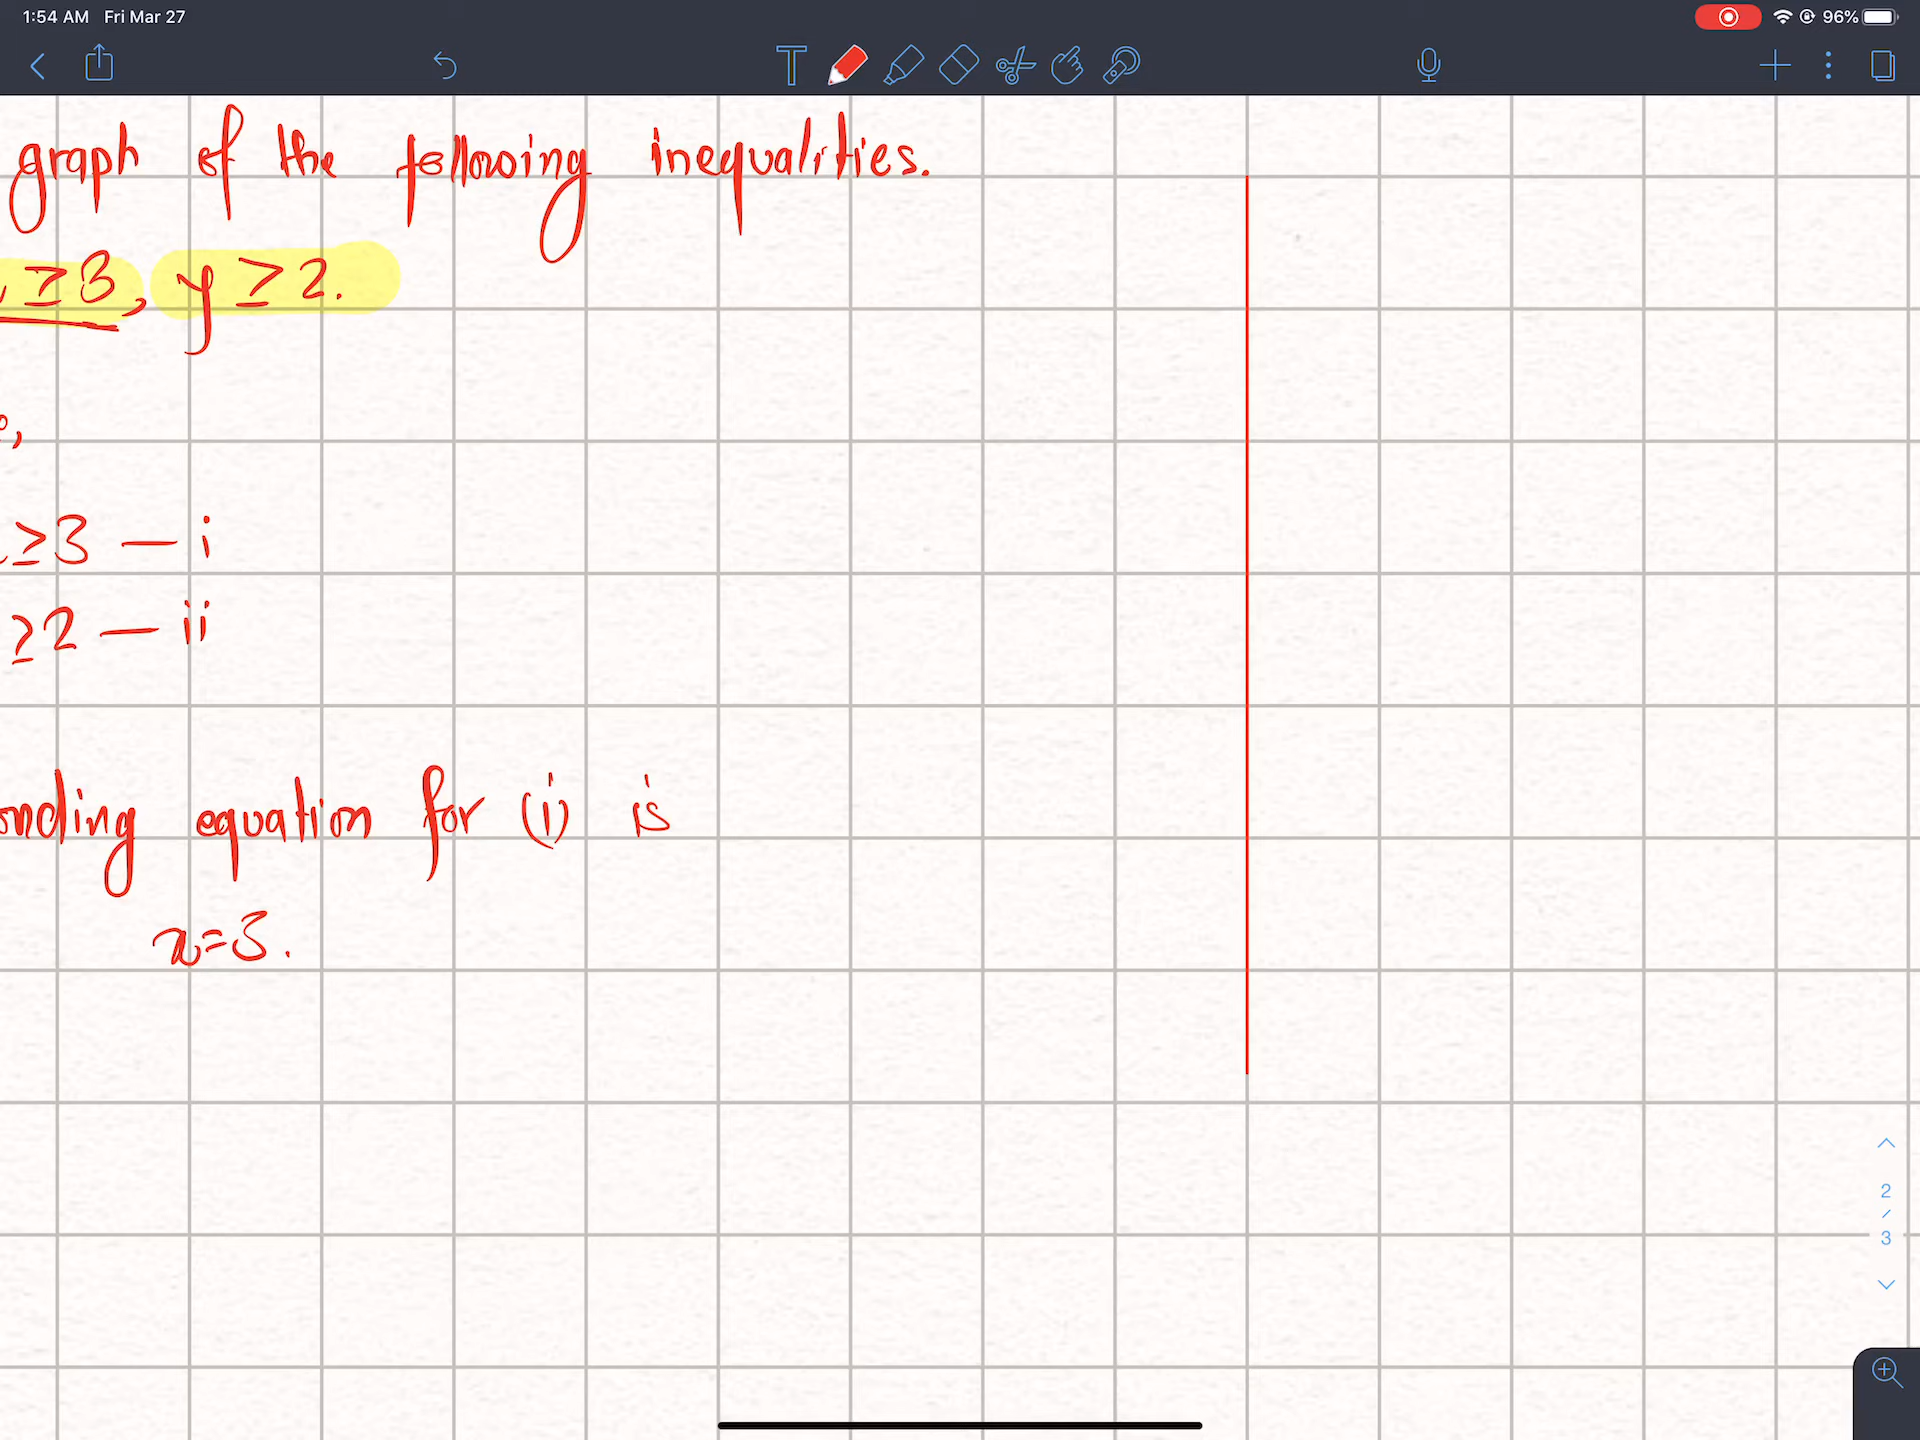 1:54 AM Fri Mar 27
96%
graph of the following inequalities.
≥3, y ≥ 2.
≥3 — i
≥2 — ii
onding equation for (i) is
x=3.
2
/
3